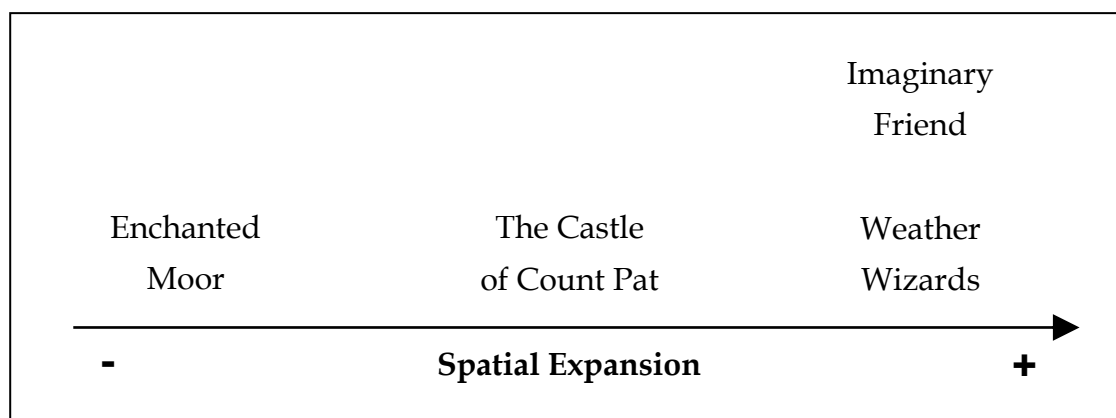 Imaginary
Friend
Enchanted
Moor
The Castle
of Count Pat
Weather
Wizards
-
Spatial Expansion
+